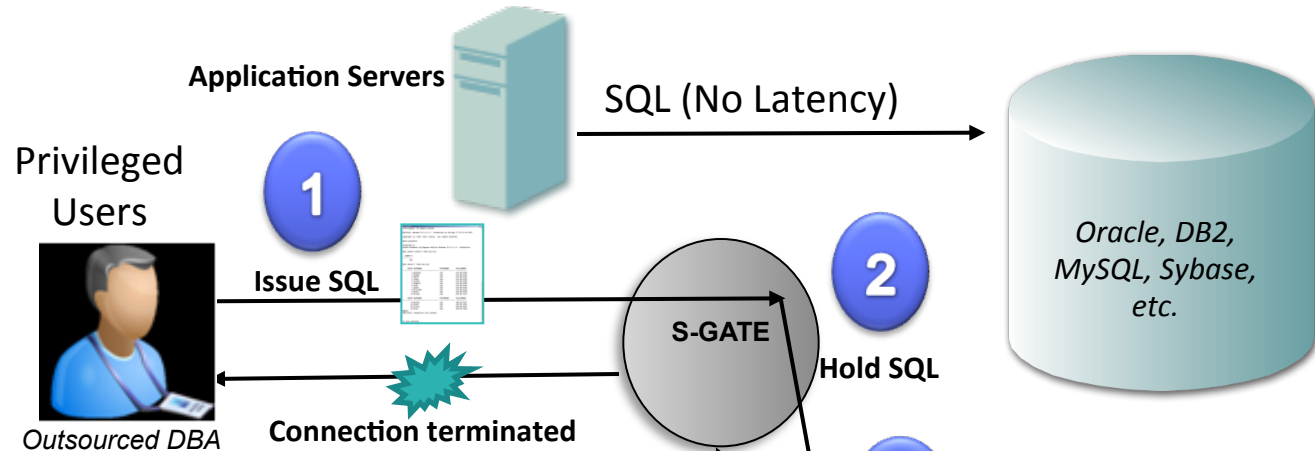 Application Servers
SQL (No Latency)
Privileged
Users
1
Issue SQL
2
S-GATE
Hold SQL
Oracle, DB2,
MySQL, Sybase,
etc.
Connection terminated
Outsourced DBA